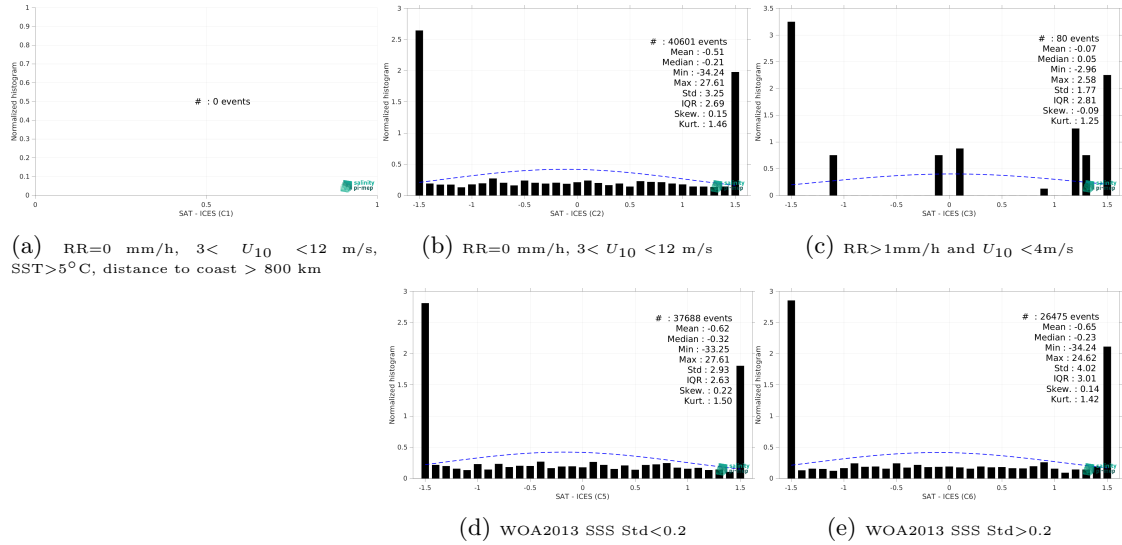 1
0.9
0.8
0.7
0.6
0.5
0.4
0.3
0.2
0.1
0
Normalized histogram
# : 0 events
0 0.5 1
SAT - ICES (C1)
salinity
pi-mep
(a) RR=0 mm/h, 3< U10 <12 m/s,
SST>5°C, distance to coast > 800 km
3
2.5
2
1.5
1
0.5
0
Normalized histogram
# : 40601 events
Mean : -0.51
Median : -0.21
Min : -34.24
Max : 27.61
Std : 3.25
IQR : 2.69
Skew. : 0.15
Kurt. : 1.46
-1.5 -1 -0.5 0 0.5 1 1.5
SAT - ICES (C2)
salinity
pi-mep
(b) RR=0 mm/h, 3< U10 <12 m/s
3.5
3
2.5
2
1.5
1
0.5
0
Normalized histogram
# : 80 events
Mean : -0.07
Median : 0.05
Min : -2.96
Max : 2.58
Std : 1.77
IQR : 2.81
Skew. : -0.09
Kurt. : 1.25
-1.5 -1 -0.5 0 0.5 1 1.5
SAT - ICES (C3)
(c) RR>1mm/h and U10 <4m/s
3
2.5
2
1.5
1
0.5
0
Normalized histogram
# : 37688 events
Mean : -0.62
Median : -0.32
Min : -33.25
Max : 27.61
Std : 2.93
IQR : 2.63
Skew. : 0.22
Kurt. : 1.50
-1.5 -1 -0.5 0 0.5 1 1.5
SAT - ICES (C5)
salinity
pi-mep
(d) WOA2013 SSS Std<0.2
3
2.5
2
1.5
1
0.5
0
Normalized histogram
# : 26475 events
Mean : -0.65
Median : -0.23
Min : -34.24
Max : 24.62
Std : 4.02
IQR : 3.01
Skew. : 0.14
Kurt. : 1.42
-1.5 -1 -0.5 0 0.5 1 1.5
SAT - ICES (C6)
salinity
pi-mep
(e) WOA2013 SSS Std>0.2